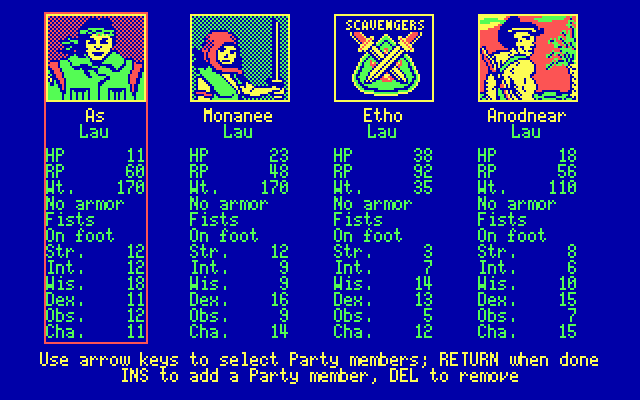 SCAVENGERS
As Monanee Etho Anodnear
Lau Lau Lau Lau
HP 11 HP 23 HP 38 HP 18
RP 60 RP 48 RP 92 RP 56
Wt. 170 Wt. 170 Wt. 35 Wt. 110
No armor No armor No armor No armor
Fists Fists Fists Fists
On foot On foot On foot On foot
Str. 12 Str. 12 Str. 3 Str. 8
Int. 12 Int. 9 Int. 7 Int. 6
Wis. 18 Wis. 9 Wis. 14 Wis. 10
Dex. 11 Dex. 16 Dex. 13 Dex. 15
Obs. 12 Obs. 9 Obs. 5 Obs. 7
Cha. 11 Cha. 14 Cha. 12 Cha. 15
Use arrow keys to select Party members; RETURN when done
INS to add a Party member, DEL to remove